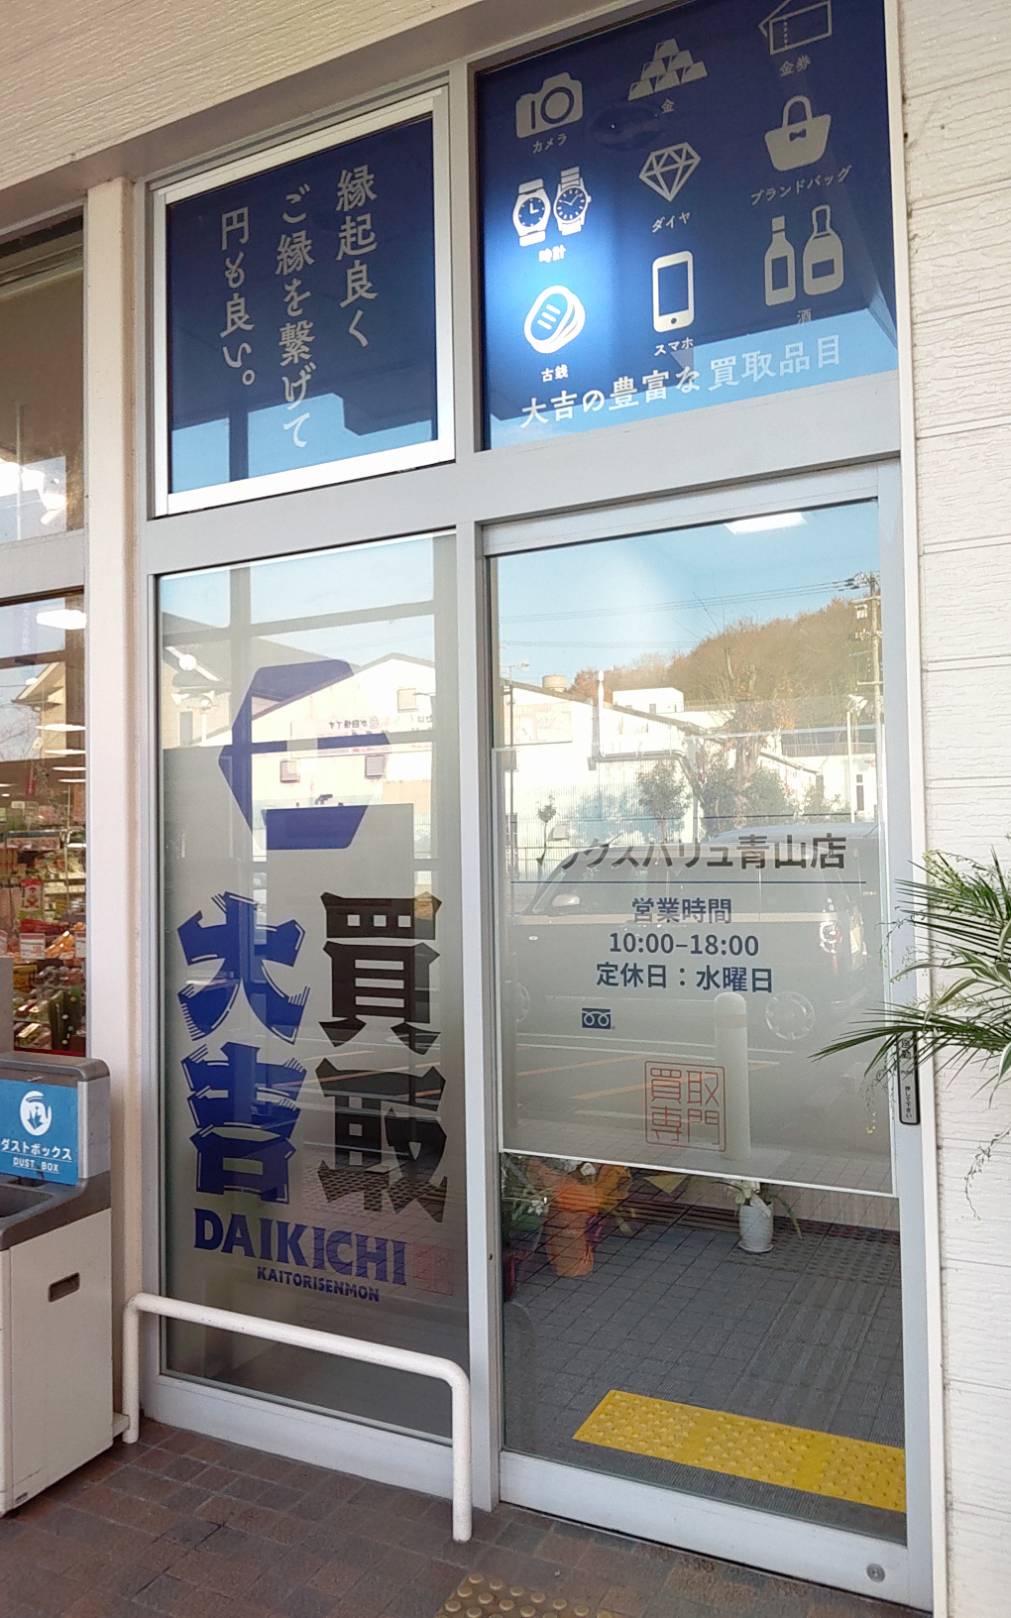 縁起良く
ご縁を繋げて
円も良い。
カメラ
金
金券
時計
ダイヤ
ブランドバッグ
古銭
スマホ
酒
大吉の豊富な買取品目
買取
大吉
DAIKICHI
KAITORISENMON
ックスバリュ青山店
営業時間
10:00–18:00
定休日：水曜日
買取
専門
ダストボックス
DUST BOX